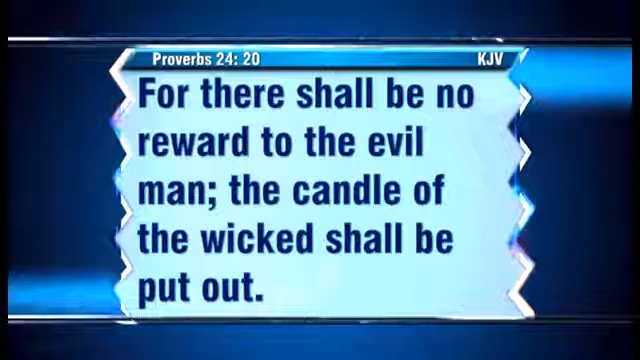 Proverbs 24: 20 KJV
For there shall be no
reward to the evil
man; the candle of
the wicked shall be
put out.